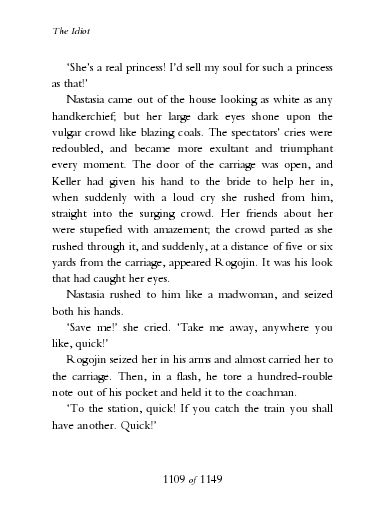 The Idiot
‘She’s a real princess! I’d sell my soul for such a princess
as that!’
Nastasia came out of the house looking as white as any
handkerchief; but her large dark eyes shone upon the
vulgar crowd like blazing coals. The spectators’ cries were
redoubled, and became more exultant and triumphant
every moment. The door of the carriage was open, and
Keller had given his hand to the bride to help her in,
when suddenly with a loud cry she rushed from him,
straight into the surging crowd. Her friends about her
were stupefied with amazement; the crowd parted as she
rushed through it, and suddenly, at a distance of five or six
yards from the carriage, appeared Rogojin. It was his look
that had caught her eyes.
Nastasia rushed to him like a madwoman, and seized
both his hands.
‘Save me!’ she cried. ‘Take me away, anywhere you
like, quick!’
Rogojin seized her in his arms and almost carried her to
the carriage. Then, in a flash, he tore a hundred-rouble
note out of his pocket and held it to the coachman.
‘To the station, quick! If you catch the train you shall
have another. Quick!’
1109 of 1149